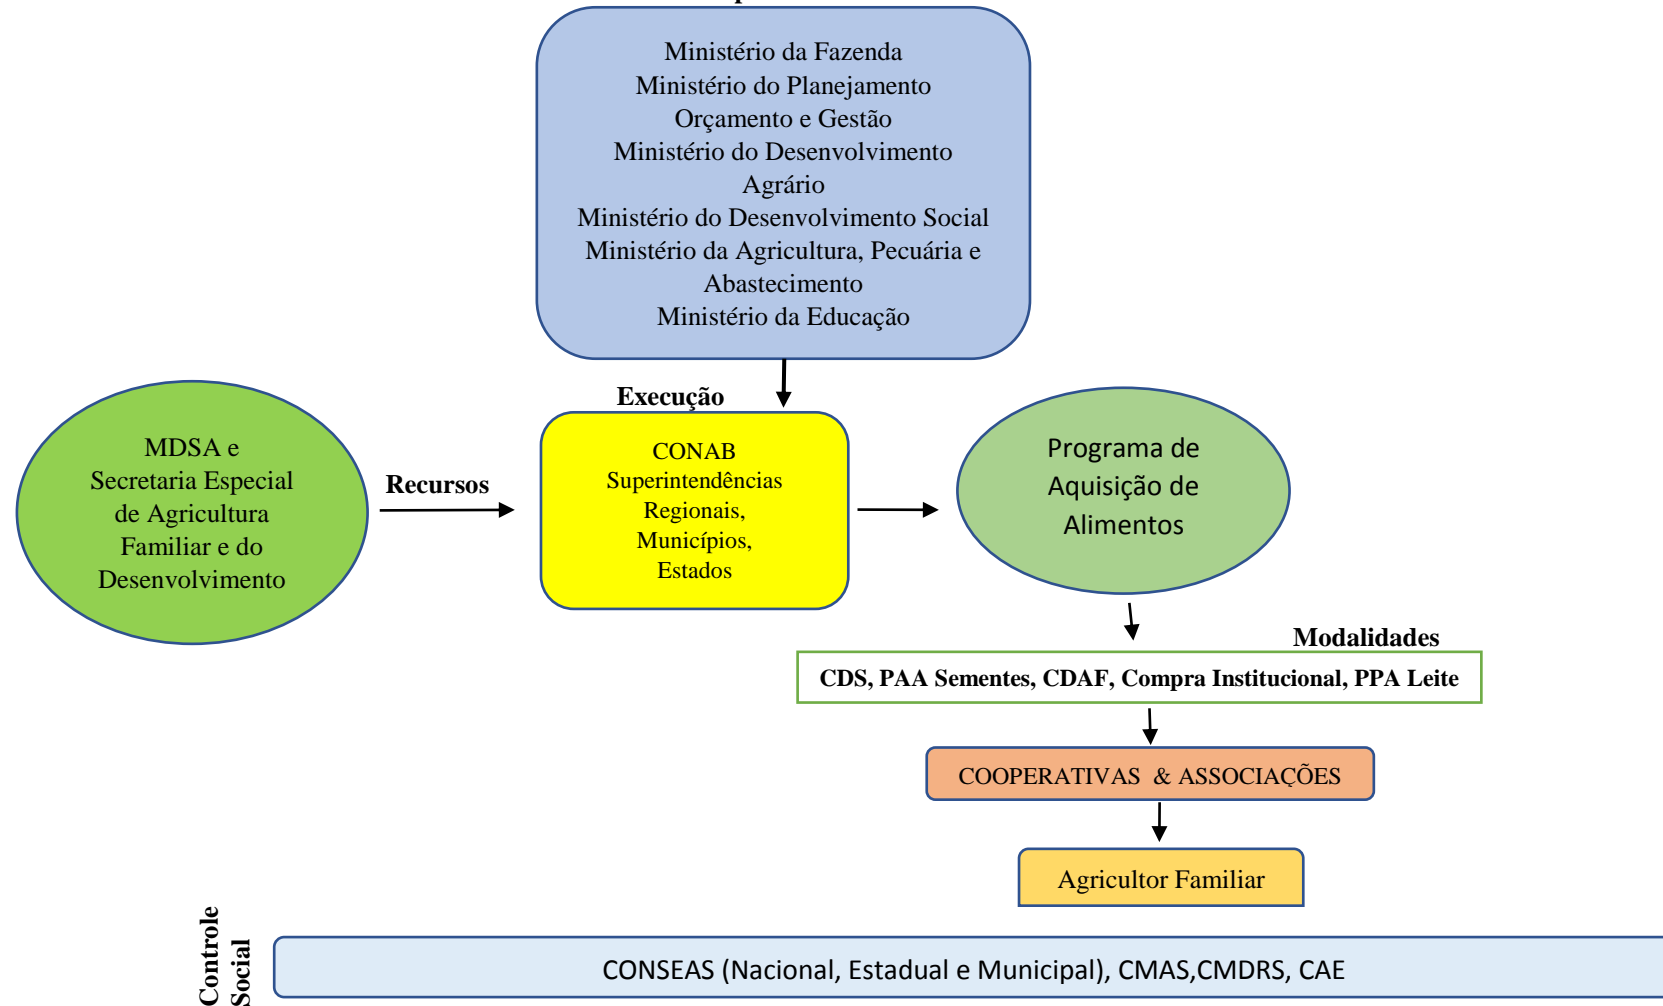 Ministério da Fazenda
Ministério do Planejamento
Orçamento e Gestão
Ministério do Desenvolvimento
Agrário
Ministério do Desenvolvimento Social
Ministério da Agricultura, Pecuária e
Abastecimento
Ministério da Educação
MDSA e
Secretaria Especial
de Agricultura
Familiar e do
Desenvolvimento
Recursos
Execução
CONAB
Superintendências
Regionais,
Municípios,
Estados
Programa de
Aquisição de
Alimentos
Modalidades
CDS, PAA Sementes, CDAF, Compra Institucional, PPA Leite
COOPERATIVAS & ASSOCIAÇÕES
Agricultor Familiar
Controle
Social
CONSEAS (Nacional, Estadual e Municipal), CMAS,CMDRS, CAE